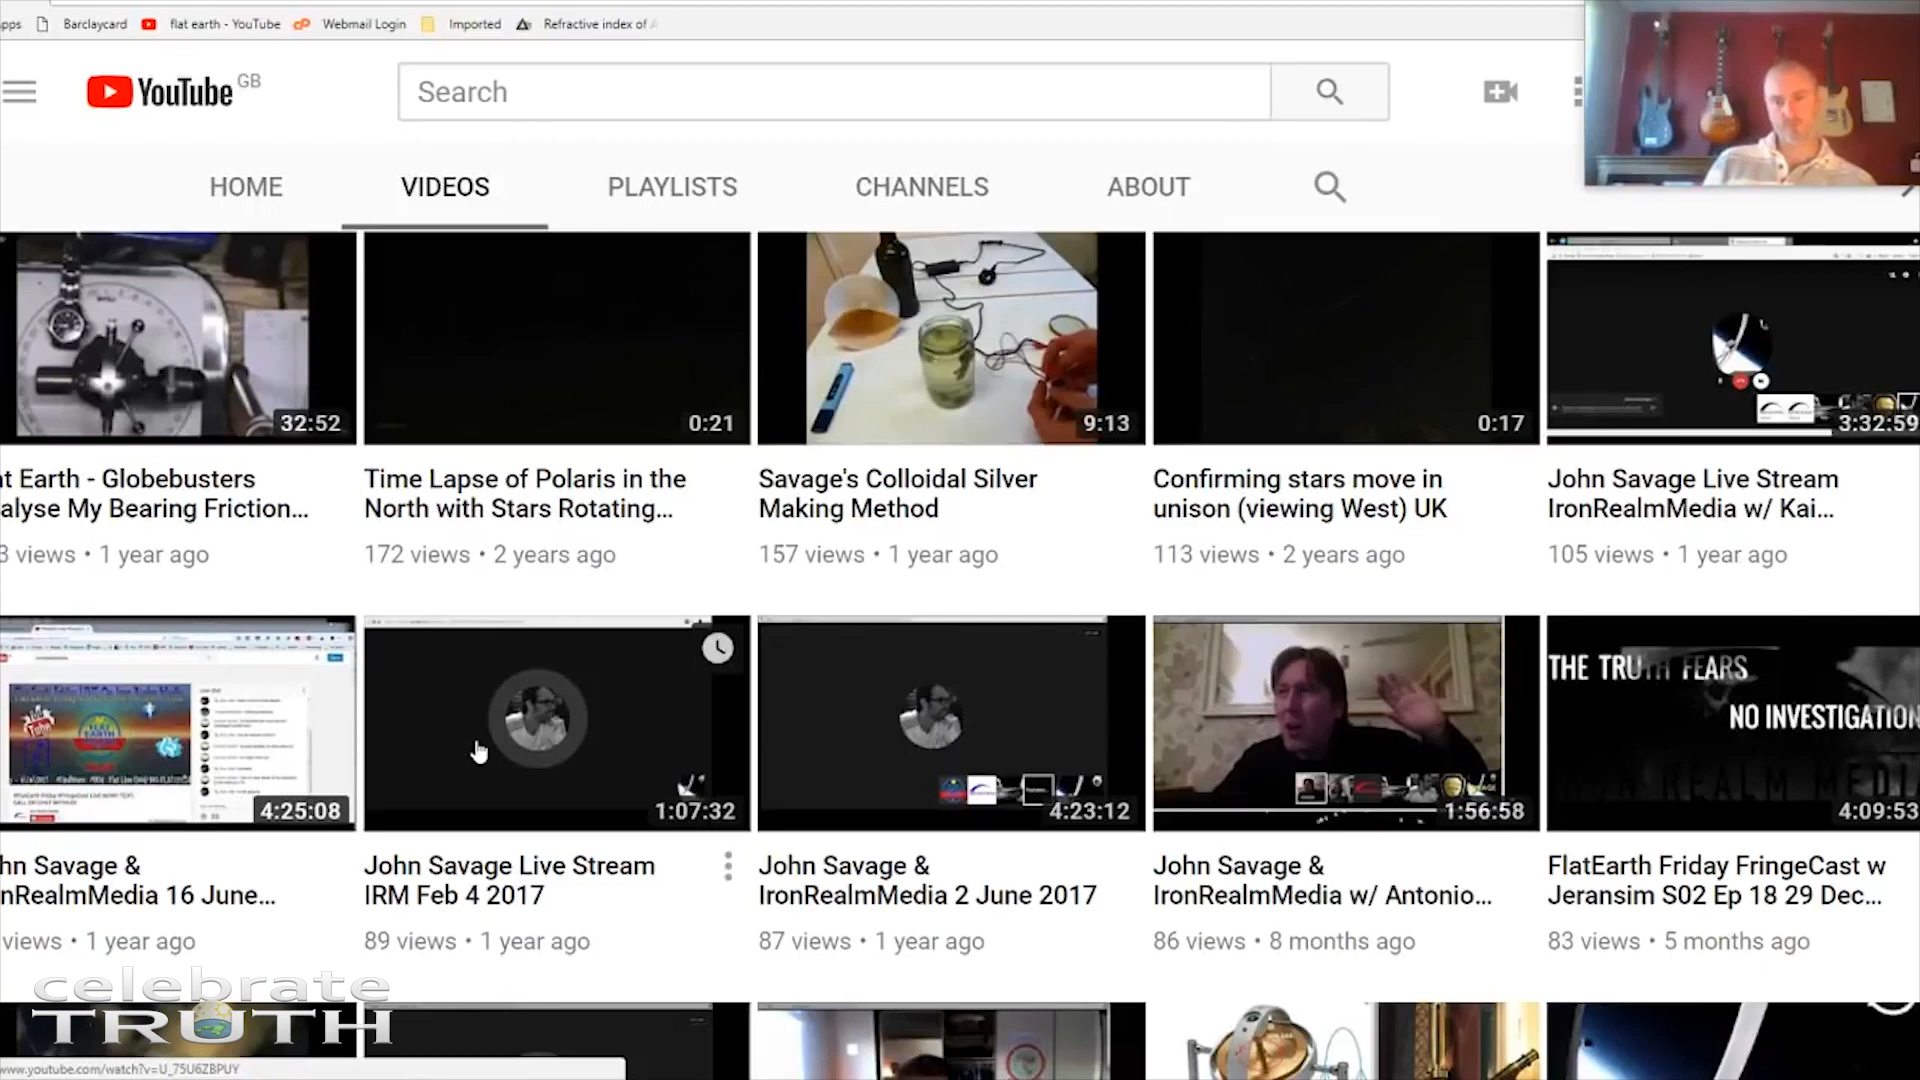 Barclaycard
flat earth - YouTube
Webmail Login
Imported
Refractive index of
YouTube GB
Search
HOME
VIDEOS
PLAYLISTS
CHANNELS
ABOUT
32:52
0:21
9:13
0:17
3:32:59
Earth - Globebusters
My Bearing Friction...
views • 1 year ago
Time Lapse of Polaris in the
North with Stars Rotating...
172 views • 2 years ago
Savage's Colloidal Silver
Making Method
157 views • 1 year ago
Confirming stars move in
unison (viewing West) UK
113 views • 2 years ago
John Savage Live Stream
IronRealmMedia w/ Kai...
105 views • 1 year ago
THE TRUTH FEARS
NO INVESTIGATION
IRON REALM MEDIA
4:25:08
1:07:32
4:23:12
1:56:58
4:09:53
Savage &
16 June...
views • 1 year ago
John Savage Live Stream
IRM Feb 4 2017
89 views • 1 year ago
John Savage &
IronRealmMedia 2 June 2017
87 views • 1 year ago
John Savage &
IronRealmMedia w/ Antonio...
86 views • 8 months ago
FlatEarth Friday FringeCast w
Jeransim S02 Ep 18 29 Dec...
83 views • 5 months ago
celebrate
TRUTH
www.youtube.com/watch?v=U_75U6ZBPUY